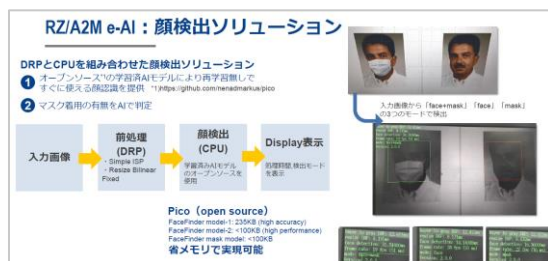 RZ/A2M e-AI：顔検出ソリューション
DRPとCPUを組み合わせた顔検出ソリューション
1 オープンソース*1の学習済AIモデルにより再学習無しで
すぐに使える顔認識を提供 *1)https://github.com/nenadmarkus/pico
2 マスク着用の有無をAIで判定
入力画像から「face+mask」「face」「mask」
の3つのモードで検出
入力画像
前処理
(DRP)
・Simple ISP
・Resize Bilinear
Fixed
顔検出
(CPU)
学習済みAIモデル
のオープンソースを
使用
Display表示
処理時間,検出モード
を表示
Pico（open source）
FaceFinder model-1: 235KB (high accuracy)
FaceFinder model-2: <100KB (high performance)
FaceFinder mask model: <100KB
省メモリで実現可能